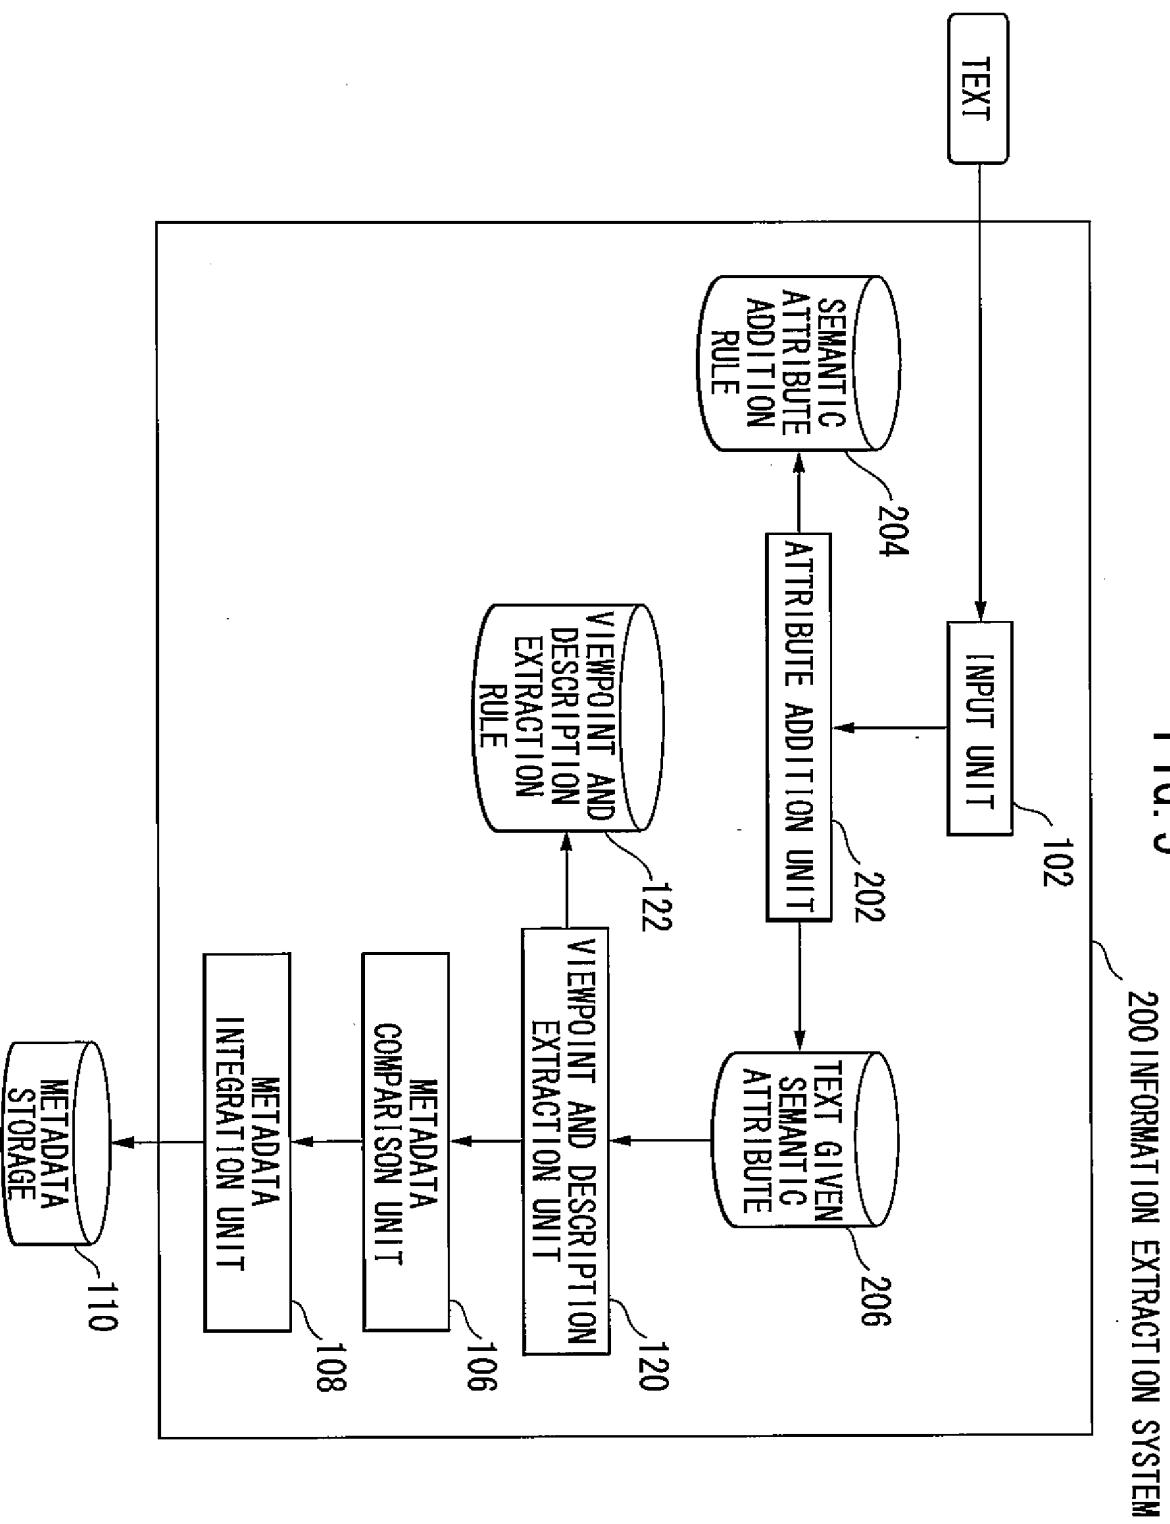 FIG.
200 INFORMATION EXTRACTION SYSTEM
TEXT
INPUT UNIT
102
SEMANTIC
ATTRIBUTE
ADDITION
RULE
204
ATTRIBUTE ADDITION UNIT
202
TEXT GIVEN
SEMANTIC
ATTRIBUTE
206
VIEWPOINT AND
DESCRIPTION
EXTRACTION
RULE
122
VIEWPOINT AND DESCRIPTION
EXTRACTION UNIT
120
METADATA
COMPARISON UNIT
106
METADATA
INTEGRATION UNIT
108
METADATA
STORAGE
110